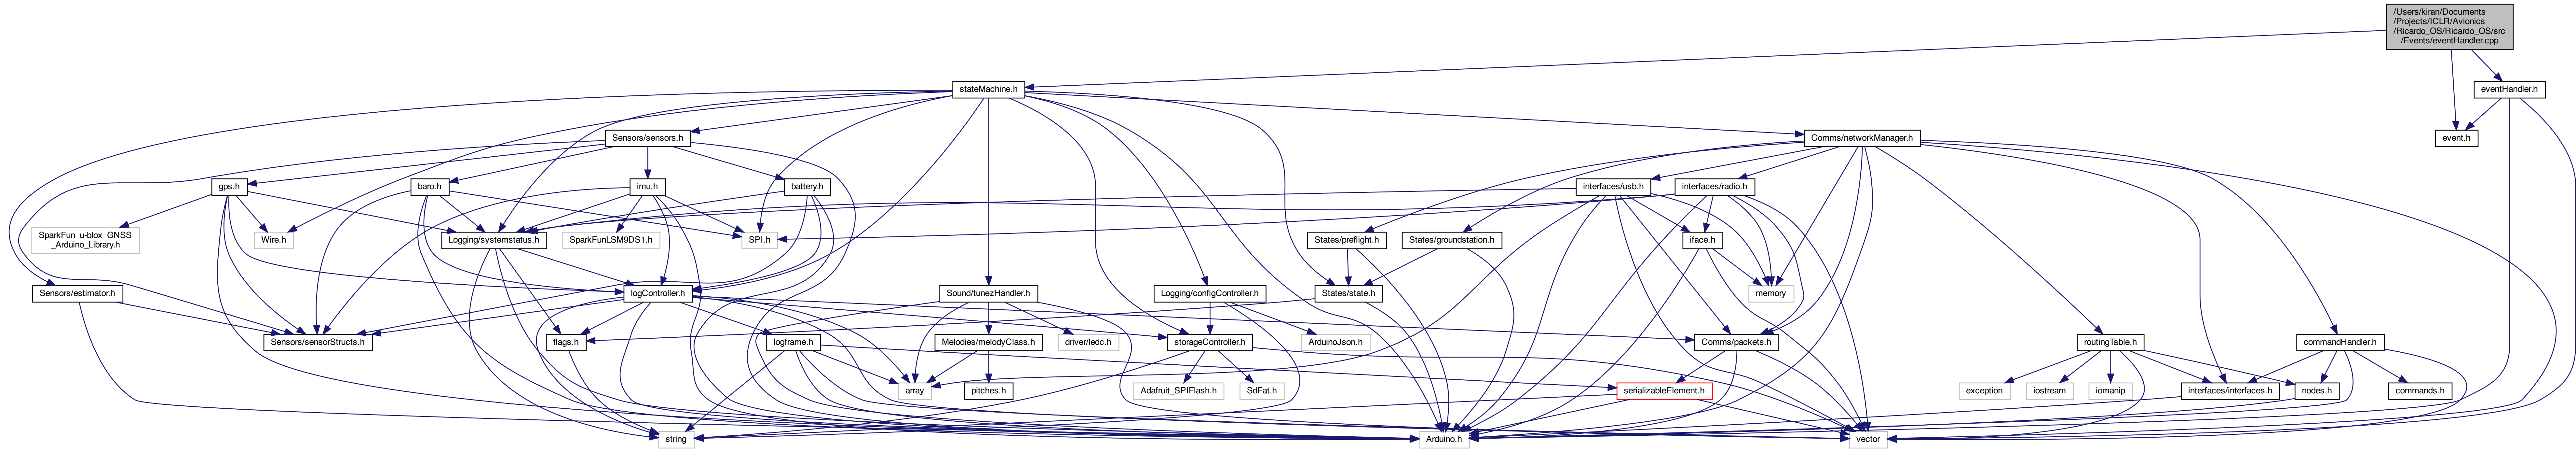 /Users/kiran/Documents
/Projects/ICLR/Avionics
/Ricardo_OS/Ricardo_OS/src
/Events/eventHandler.cpp
stateMachine.h
eventHandler.h
Sensors/sensors.h
Comms/networkManager.h
event.h
gps.h
baro.h
imu.h
battery.h
interfaces/usb.h
interfaces/radio.h
SparkFun_u-blox_GNSS
_Arduino_Library.h
Wire.h
Logging/systemstatus.h
SparkFunLSM9DS1.h
SPI.h
States/preflight.h
States/groundstation.h
iface.h
Sensors/estimator.h
logController.h
Sound/tunezHandler.h
Logging/configController.h
States/state.h
memory
Sensors/sensorStructs.h
flags.h
logframe.h
Melodies/melodyClass.h
driver/ledc.h
storageController.h
ArduinoJson.h
Comms/packets.h
routingTable.h
commandHandler.h
array
pitches.h
Adafruit_SPIFlash.h
SdFat.h
serializableElement.h
exception
iostream
iomanip
interfaces/interfaces.h
nodes.h
commands.h
string
Arduino.h
vector